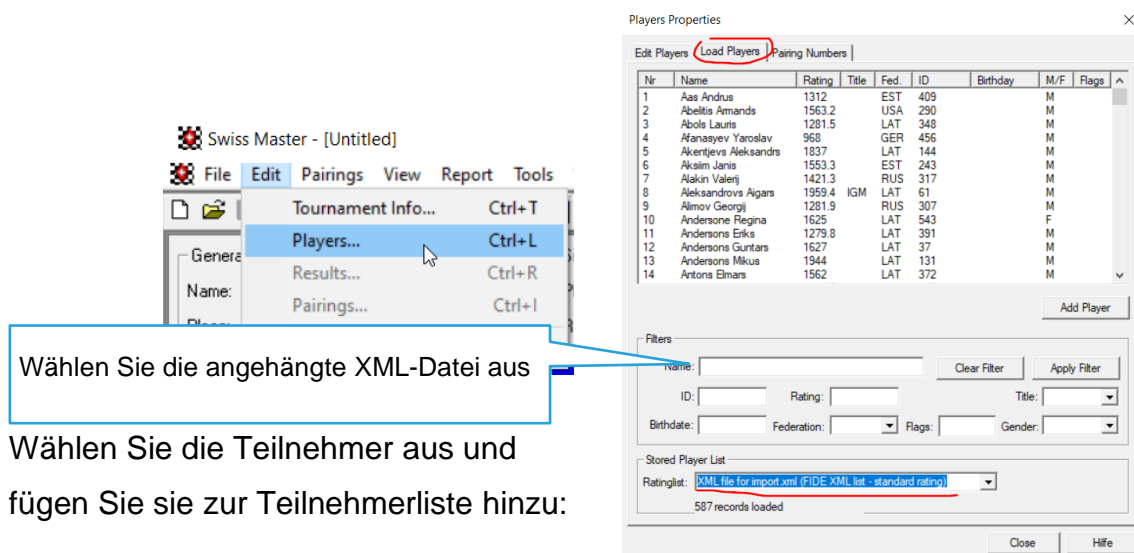 Swiss Master - [Untitled]
File Edit Pairings View Report Tools
Tournament Info... Ctrl+T
Players... Ctrl+L
Results... Ctrl+R
Pairings... Ctrl+I
Genera
Name:
Wählen Sie die angehängte XML-Datei aus
Wählen Sie die Teilnehmer aus und
fügen Sie sie zur Teilnehmerliste hinzu:
Players Properties
Edit Players Load Players Pairing Numbers
Nr Name Rating Title Fed. ID Birthday M/F Flags
1 Aas Andrus 1312 EST 409 M
2 Abelitis Armands 1563.2 USA 290 M
3 Abols Lauris 1281.5 LAT 348 M
4 Afanasyev Yaroslav 968 GER 456 M
5 Akentjevs Aleksandrs 1837 LAT 144 M
6 Aksiim Janis 1553.3 EST 243 M
7 Alakin Valerij 1421.3 RUS 317 M
8 Aleksandrovs Aigars 1959.4 IGM LAT 61 M
9 Alimov Georgij 1281.9 RUS 307 M
10 Andersone Regina 1625 LAT 543 F
11 Andersons Eriks 1279.8 LAT 391 M
12 Andersons Guntars 1627 LAT 37 M
13 Andersons Mikus 1944 LAT 131 M
14 Antons Elmars 1562 LAT 372 M
Add Player
Filters
Name: Clear Filter Apply Filter
ID: Rating: Title:
Birthdate: Federation: Flags: Gender:
Stored Player List
Ratinglist: XML file for import.xml (FIDE XML list - standard rating)
587 records loaded
Close Hilfe